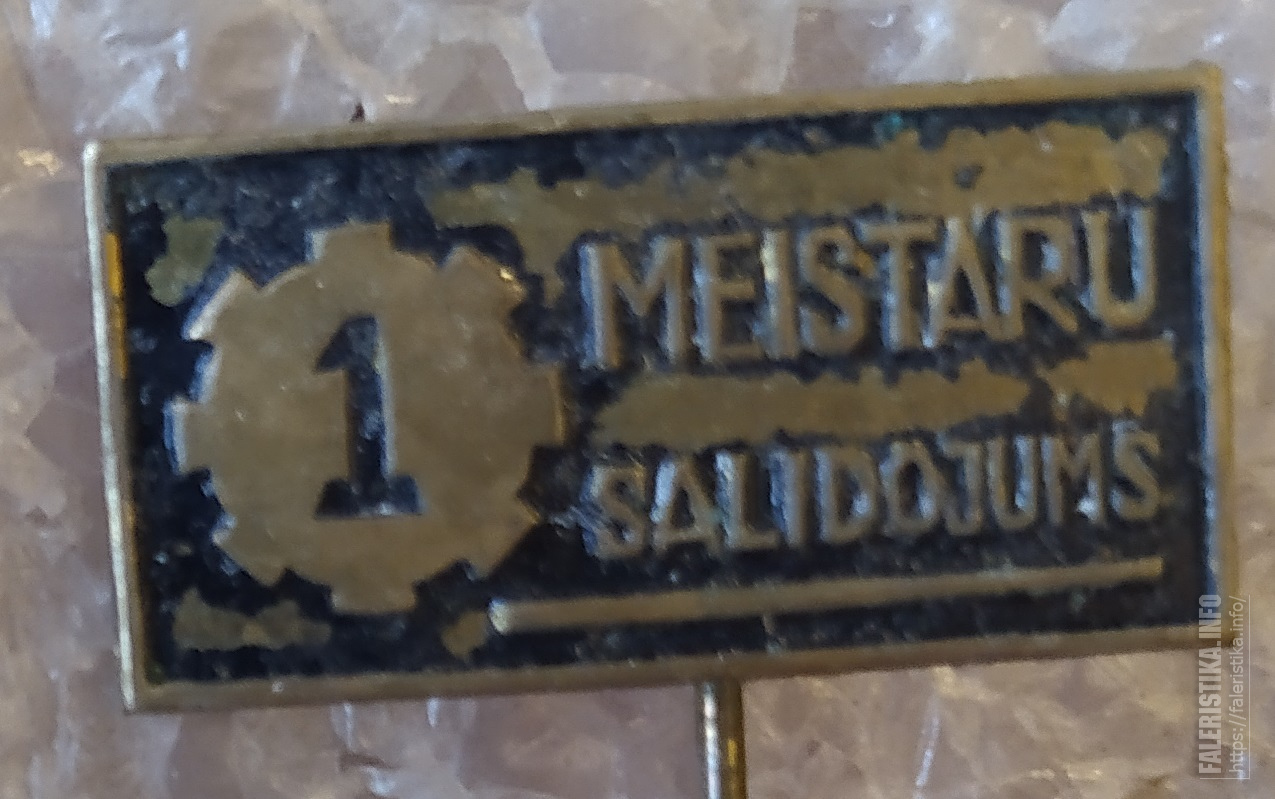 1
MEISTARU
SALIDOJUMS
FALERISTIKA.INFO
https://faleristika.info/